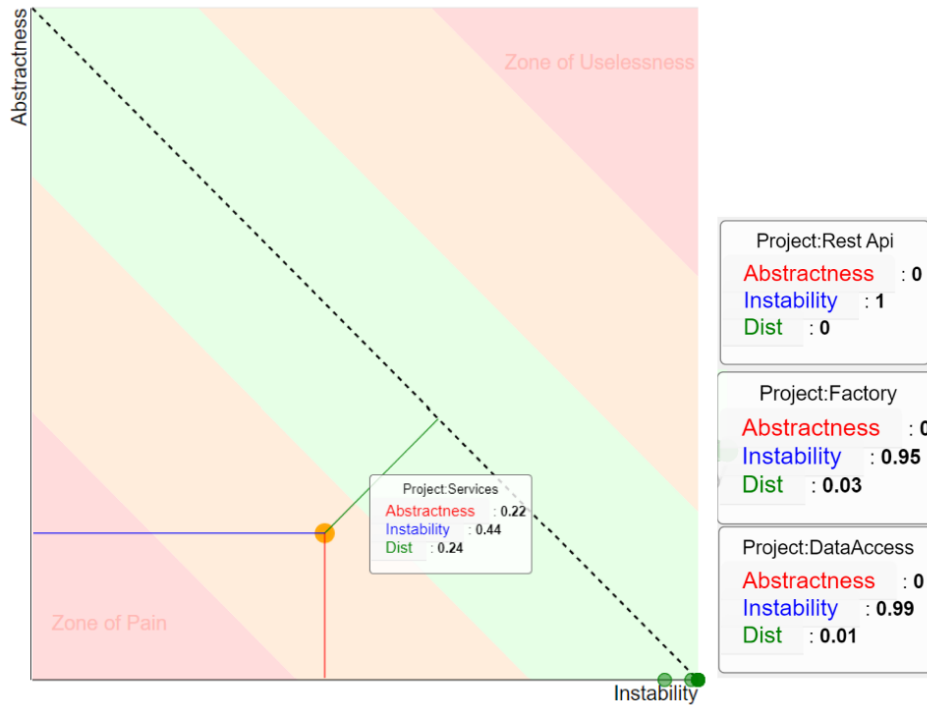 Abstractness
Zone of Uselessness
Project:Services
Abstractness : 0.22
Instability : 0.44
Dist : 0.24
Zone of Pain
Instability
Project:Rest Api
Abstractness : 0
Instability : 1
Dist : 0
Project:Factory
Abstractness : 0
Instability : 0.95
Dist : 0.03
Project:DataAccess
Abstractness : 0
Instability : 0.99
Dist : 0.01